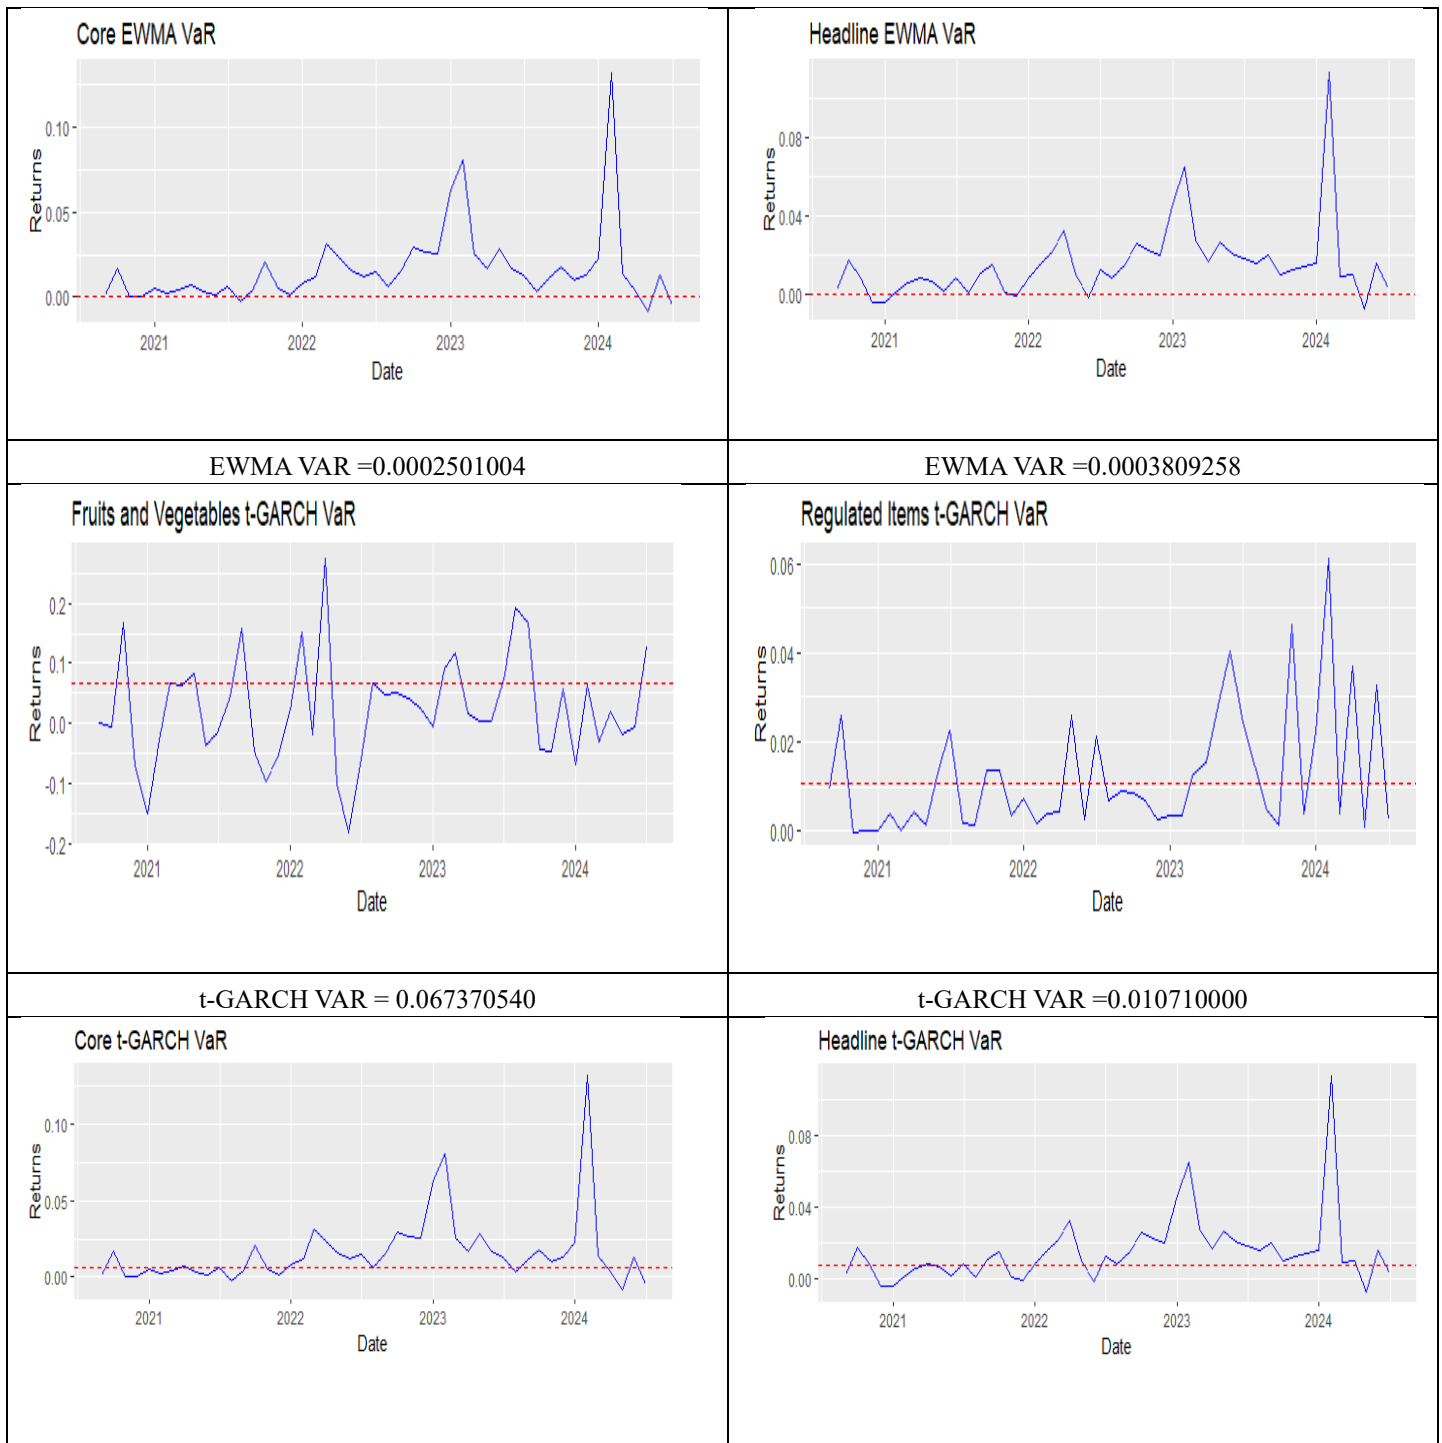 Core EWMA VaR
Returns
0.10
0.05
0.00
2021 2022 2023 2024
Date
Headline EWMA VaR
Returns
0.08
0.04
0.00
2021 2022 2023 2024
Date
EWMA VAR =0.0002501004
EWMA VAR =0.0003809258
Fruits and Vegetables t-GARCH VaR
Returns
0.2
0.1
0.0
-0.1
-0.2
2021 2022 2023 2024
Date
Regulated Items t-GARCH VaR
Returns
0.06
0.04
0.02
0.00
2021 2022 2023 2024
Date
t-GARCH VAR = 0.067370540
t-GARCH VAR =0.010710000
Core t-GARCH VaR
Returns
0.10
0.05
0.00
2021 2022 2023 2024
Date
Headline t-GARCH VaR
Returns
0.08
0.04
0.00
2021 2022 2023 2024
Date